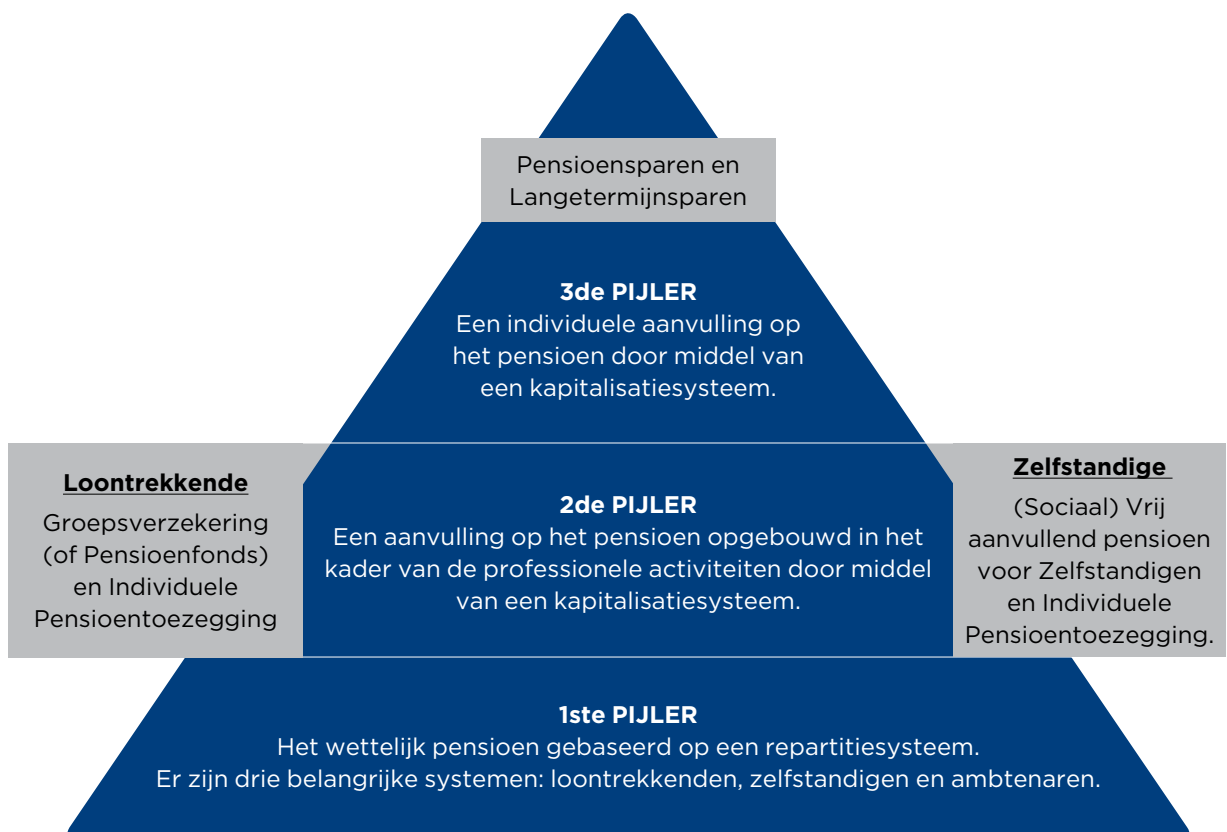 Pensioensparen en
Langetermijnsparen
3de PIJLER
Een individuele aanvulling op
het pensioen door middel van
een kapitalisatiesysteem.
Loontrekkende
Groepsverzekering
(of Pensioenfonds)
en Individuele
Pensioentoezegging
2de PIJLER
Een aanvulling op het pensioen opgebouwd in het
kader van de professionele activiteiten door middel
van een kapitalisatiesysteem.
Zelfstandige
(Sociaal) Vrij
aanvullend pensioen
voor Zelfstandigen
en Individuele
Pensioentoezegging.
1ste PIJLER
Het wettelijk pensioen gebaseerd op een repartitiesysteem.
Er zijn drie belangrijke systemen: loontrekkenden, zelfstandigen en ambtenaren.